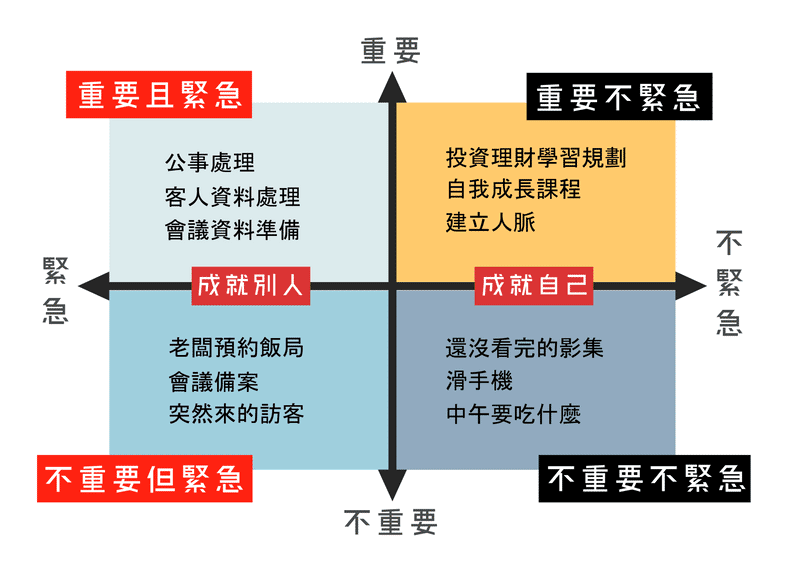 重要
重要且緊急
重要不緊急
公事處理
客人資料處理
會議資料準備
投資理財學習規劃
自我成長課程
建立人脈
緊急
成就別人
成就自己
不緊急
老闆預約飯局
會議備案
突然來的訪客
還沒看完的影集
滑手機
中午要吃什麼
不重要但緊急
不重要不緊急
不重要